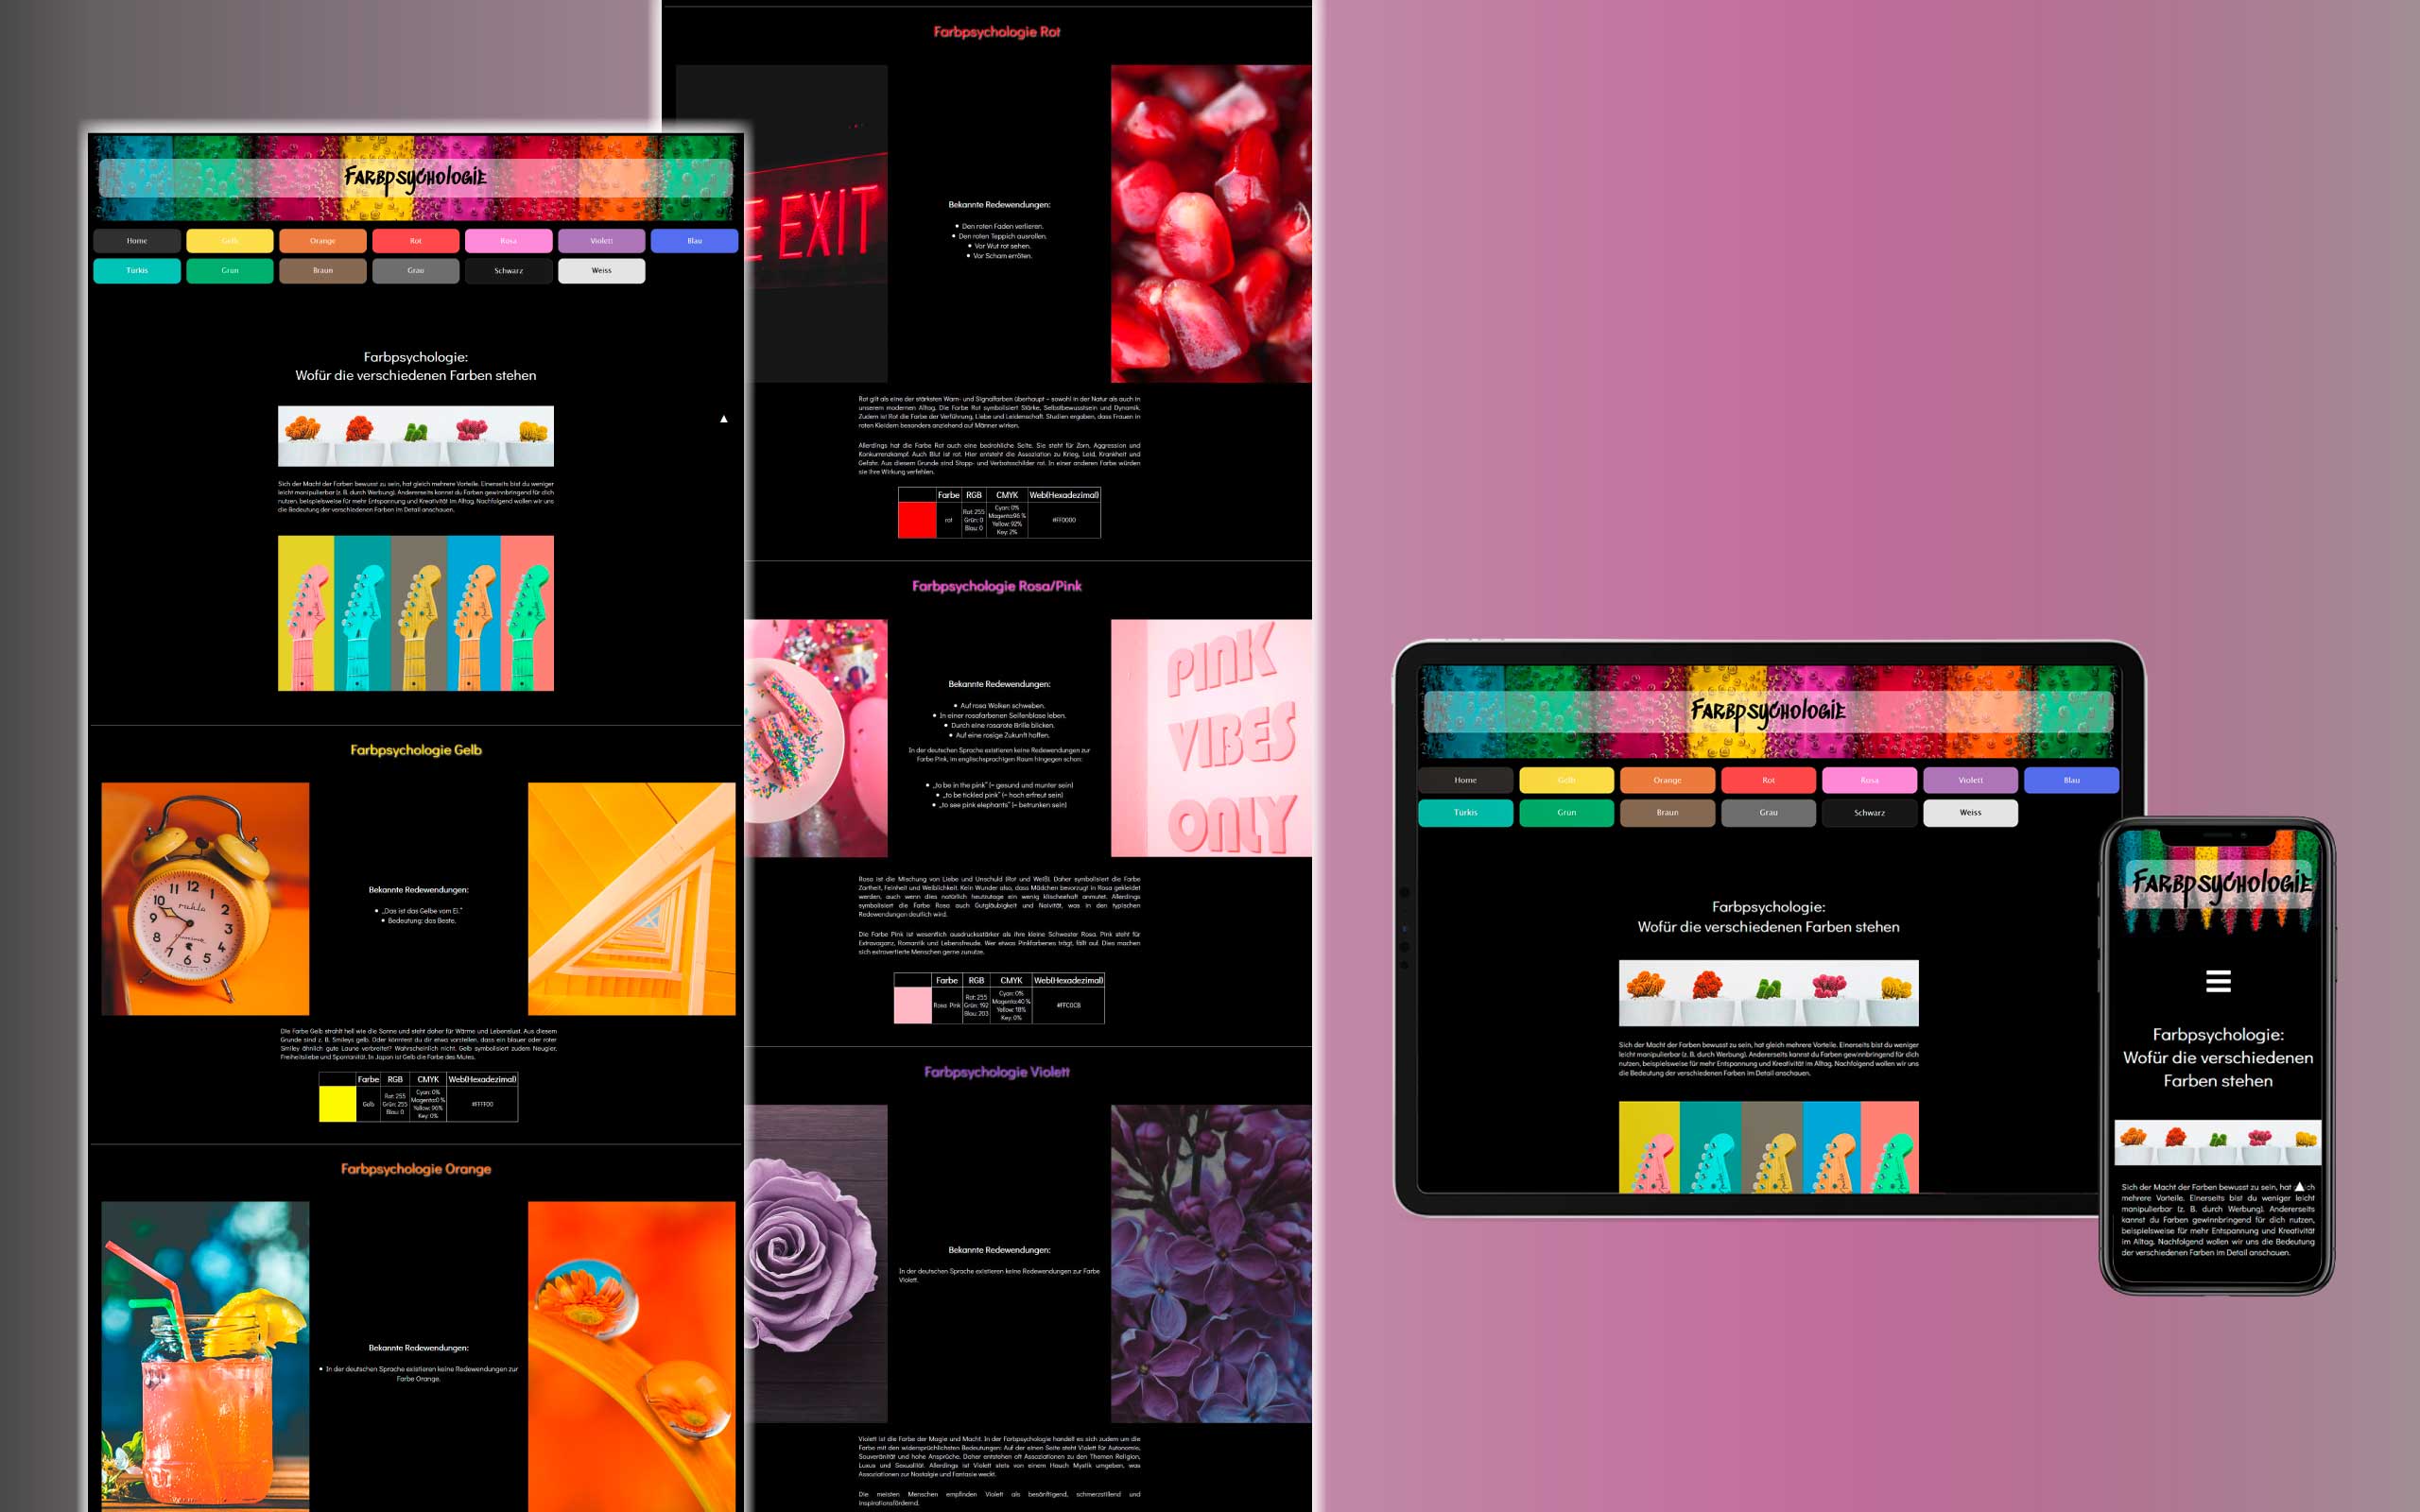 FARBPSYCHOLOGIE
Home
Gelb
Orange
Rot
Rosa
Violett
Blau
Türkis
Grün
Braun
Grau
Schwarz
Weiss
Farbpsychologie:
Wofür die verschiedenen Farben stehen
Sich der Macht der Farben bewusst zu sein, hat gleich mehrere Vorteile. Einerseits bist du weniger
leicht manipulierbar (z. B. durch Werbung). Andererseits kannst du Farben gewinnbringend für dich
nutzen, beispielsweise für mehr Entspannung und Kreativität im Alltag. Nachfolgend wollen wir uns
die Bedeutung der verschiedenen Farben im Detail anschauen.
Farbpsychologie Gelb
11 12 1
10 2
9 3
8 4
7 6 5
ruhla
Bekannte Redewendungen:
• „Das ist das Gelbe vom Ei."
• Bedeutung: das Beste.
Die Farbe Gelb strahlt hell wie die Sonne und steht daher für Wärme und Lebenslust. Aus diesem
Grunde sind z. B. Smileys gelb. Oder könntest du dir etwa vorstellen, dass ein blauer oder roter
Smiley ähnlich gute Laune verbreitet? Wahrscheinlich nicht. Gelb symbolisiert zudem Neugier,
Freiheitsliebe und Spontanität. In Japan ist Gelb die Farbe des Mutes.
Farbe RGB CMYK Web(Hexadezimal)
Gelb
Rot: 255
Grün: 255
Blau: 0
Cyan: 0%
Magenta:0 %
Yellow: 96%
Key: 0%
#FFFF00
Farbpsychologie Orange
Bekannte Redewendungen:
• In der deutschen Sprache existieren keine Redewendungen zur
Farbe Orange.
Farbpsychologie Rot
E EXIT
Bekannte Redewendungen:
• Den roten Faden verlieren.
• Den roten Teppich ausrollen.
• Vor Wut rot sehen.
• Vor Scham erröten.
Rot gilt als eine der stärksten Warn- und Signalfarben überhaupt – sowohl in der Natur als auch in
unserem modernen Alltag. Die Farbe Rot symbolisiert Stärke, Selbstbewusstsein und Dynamik.
Zudem ist Rot die Farbe der Verführung, Liebe und Leidenschaft. Studien ergaben, dass Frauen in
roten Kleidern besonders anziehend auf Männer wirken.
Allerdings hat die Farbe Rot auch eine bedrohliche Seite. Sie steht für Zorn, Aggression und
Konkurrenzkampf. Auch Blut ist rot. Hier entsteht die Assoziation zu Krieg, Leid, Krankheit und
Gefahr. Aus diesem Grunde sind Stopp- und Verbotsschilder rot. In einer anderen Farbe würden
sie ihre Wirkung verfehlen.
Farbe RGB CMYK Web(Hexadezimal)
rot
Rot: 255
Grün: 0
Blau: 0
Cyan: 0%
Magenta:96 %
Yellow: 92%
Key: 2%
#FF0000
Farbpsychologie Rosa/Pink
Bekannte Redewendungen:
• Auf rosa Wolken schweben.
• In einer rosafarbenen Seifenblase leben.
• Durch eine rosarote Brille blicken.
• Auf eine rosige Zukunft hoffen.
In der deutschen Sprache existieren keine Redewendungen zur
Farbe Pink, im englischsprachigen Raum hingegen schon:
• „to be in the pink" (= gesund und munter sein)
• „to be tickled pink" (= hoch erfreut sein)
• „to see pink elephants" (= betrunken sein)
PINK
VIBES
ONLY
Rosa ist die Mischung von Liebe und Unschuld (Rot und Weiß). Daher symbolisiert die Farbe
Zartheit, Feinheit und Weiblichkeit. Kein Wunder also, dass Mädchen bevorzugt in Rosa gekleidet
werden, auch wenn dies natürlich heutzutage ein wenig klischeehaft anmutet. Allerdings
symbolisiert die Farbe Rosa auch Gutgläubigkeit und Naivität, was in den typischen
Redewendungen deutlich wird.
Die Farbe Pink ist wesentlich ausdrucksstärker als ihre kleine Schwester Rosa. Pink steht für
Extravaganz, Romantik und Lebensfreude. Wer etwas Pinkfarbenes trägt, fällt auf. Dies machen
sich extrovertierte Menschen gerne zunutze.
Farbe RGB CMYK Web(Hexadezimal)
Rosa Pink
Rot: 255
Grün: 192
Blau: 203
Cyan: 0%
Magenta:40 %
Yellow: 18%
Key: 0%
#FFC0CB
Farbpsychologie Violett
Bekannte Redewendungen:
In der deutschen Sprache existieren keine Redewendungen zur Farbe
Violett.
Violett ist die Farbe der Magie und Macht. In der Farbpsychologie handelt es sich zudem um die
Farbe mit den widersprüchlichsten Bedeutungen: Auf der einen Seite steht Violett für Autonomie,
Souveränität und hohe Ansprüche. Daher entstehen oft Assoziationen zu den Themen Religion,
Luxus und Sexualität. Allerdings ist Violett stets von einem Hauch Mystik umgeben, was
Assoziationen zur Nostalgie und Fantasie weckt.
Die meisten Menschen empfinden Violett als besänftigend, schmerzstillend und
inspirationsfördernd.
FARBPSYCHOLOGIE
Home
Gelb
Orange
Rot
Rosa
Violett
Blau
Türkis
Grün
Braun
Grau
Schwarz
Weiss
Farbpsychologie:
Wofür die verschiedenen Farben stehen
Sich der Macht der Farben bewusst zu sein, hat gleich mehrere Vorteile. Einerseits bist du weniger
leicht manipulierbar (z. B. durch Werbung). Andererseits kannst du Farben gewinnbringend für dich
nutzen, beispielsweise für mehr Entspannung und Kreativität im Alltag. Nachfolgend wollen wir uns
die Bedeutung der verschiedenen Farben im Detail anschauen.
FARBPSYCHOLOGIE
Farbpsychologie:
Wofür die verschiedenen
Farben stehen
Sich der Macht der Farben bewusst zu sein, hat ch
mehrere Vorteile. Einerseits bist du weniger leicht
manipulierbar (z. B. durch Werbung). Andererseits
kannst du Farben gewinnbringend für dich nutzen,
beispielsweise für mehr Entspannung und Kreativität
im Alltag. Nachfolgend wollen wir uns die Bedeutung
der verschiedenen Farben im Detail anschauen.